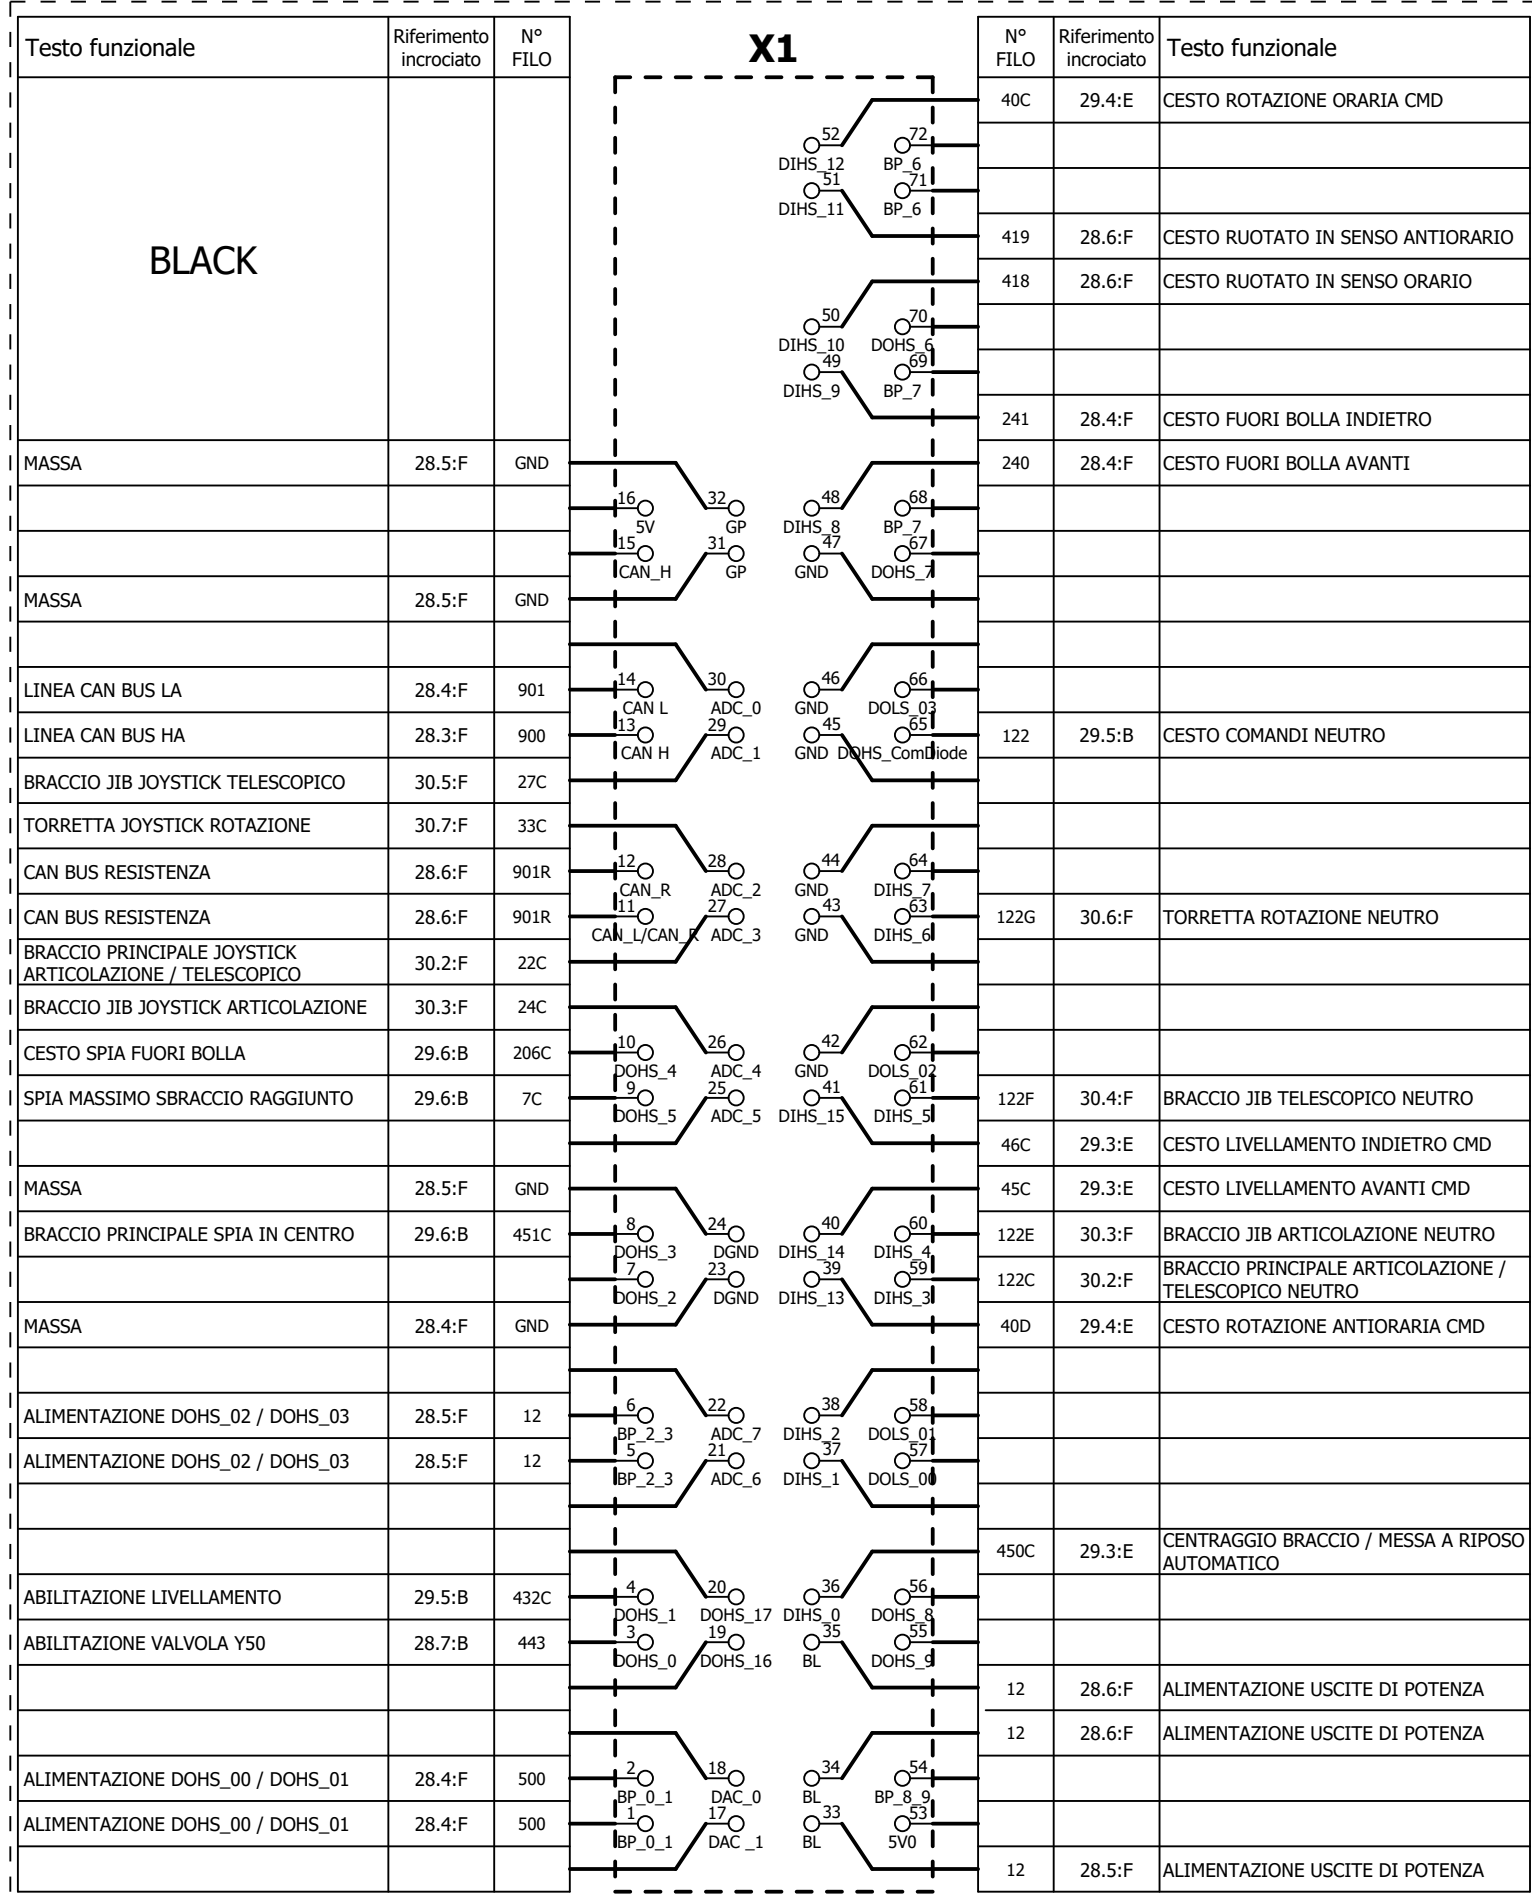 Testo funzionale
Riferimento
incrociato
N°
FILO
X1
N°
FILO
Riferimento
incrociato
Testo funzionale
BLACK
40C 29.4:E CESTO ROTAZIONE ORARIA CMD
52 72
DIHS_12 BP_6
51 71
DIHS_11 BP_6
419 28.6:F CESTO RUOTATO IN SENSO ANTIORARIO
418 28.6:F CESTO RUOTATO IN SENSO ORARIO
50 70
DIHS_10 DOHS_6
49 69
DIHS_9 BP_7
241 28.4:F CESTO FUORI BOLLA INDIETRO
MASSA 28.5:F GND 240 28.4:F CESTO FUORI BOLLA AVANTI
16 32 48 68
5V GP DIHS_8 BP_7
15 31 47 67
CAN_H GP GND DOHS_7
MASSA 28.5:F GND
LINEA CAN BUS LA 28.4:F 901 14 30 46 66
CAN L ADC_0 GND DOLS_03
LINEA CAN BUS HA 28.3:F 900 13 29 45 65 122 29.5:B CESTO COMANDI NEUTRO
CAN H ADC_1 GND DOHS_ComDiode
BRACCIO JIB JOYSTICK TELESCOPICO 30.5:F 27C
TORRETTA JOYSTICK ROTAZIONE 30.7:F 33C
CAN BUS RESISTENZA 28.6:F 901R 12 28 44 64
CAN_R ADC_2 GND DIHS_7
CAN BUS RESISTENZA 28.6:F 901R 11 27 43 63 122G 30.6:F TORRETTA ROTAZIONE NEUTRO
CAN_L/CAN_R ADC_3 GND DIHS_6
BRACCIO PRINCIPALE JOYSTICK
ARTICOLAZIONE / TELESCOPICO 30.2:F 22C
BRACCIO JIB JOYSTICK ARTICOLAZIONE 30.3:F 24C
CESTO SPIA FUORI BOLLA 29.6:B 206C 10 26 42 62
DOHS_4 ADC_4 GND DOLS_02
SPIA MASSIMO SBRACCIO RAGGIUNTO 29.6:B 7C 9 25 41 61 122F 30.4:F BRACCIO JIB TELESCOPICO NEUTRO
DOHS_5 ADC_5 DIHS_15 DIHS_5
46C 29.3:E CESTO LIVELLAMENTO INDIETRO CMD
MASSA 28.5:F GND 45C 29.3:E CESTO LIVELLAMENTO AVANTI CMD
BRACCIO PRINCIPALE SPIA IN CENTRO 29.6:B 451C 8 24 40 60 122E 30.3:F BRACCIO JIB ARTICOLAZIONE NEUTRO
DOHS_3 DGND DIHS_14 DIHS_4
7 23 39 59 122C 30.2:F BRACCIO PRINCIPALE ARTICOLAZIONE /
TELESCOPICO NEUTRO
DOHS_2 DGND DIHS_13 DIHS_3
MASSA 28.4:F GND 40D 29.4:E CESTO ROTAZIONE ANTIORARIA CMD
ALIMENTAZIONE DOHS_02 / DOHS_03 28.5:F 12 6 22 38 58
BP_2_3 ADC_7 DIHS_2 DOLS_01
ALIMENTAZIONE DOHS_02 / DOHS_03 28.5:F 12 5 21 37 57
BP_2_3 ADC_6 DIHS_1 DOLS_00
450C 29.3:E CENTRAGGIO BRACCIO / MESSA A RIPOSO
AUTOMATICO
ABILITAZIONE LIVELLAMENTO 29.5:B 432C 4 20 36 56
DOHS_1 DOHS_17 DIHS_0 DOHS_8
ABILITAZIONE VALVOLA Y50 28.7:B 443 3 19 35 55
DOHS_0 DOHS_16 BL DOHS_9
12 28.6:F ALIMENTAZIONE USCITE DI POTENZA
12 28.6:F ALIMENTAZIONE USCITE DI POTENZA
ALIMENTAZIONE DOHS_00 / DOHS_01 28.4:F 500 2 18 34 54
BP_0_1 DAC_0 BL BP_8_9
ALIMENTAZIONE DOHS_00 / DOHS_01 28.4:F 500 1 17 33 53
BP_0_1 DAC _1 BL 5V0
12 28.5:F ALIMENTAZIONE USCITE DI POTENZA